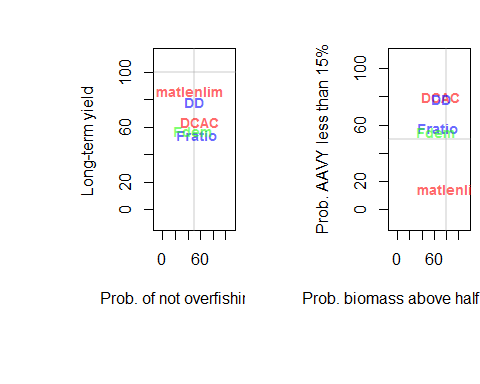 Long-term yield
100
60
20
0
matlenlim
DD
DCAC
Fdem
Fratio
0 60
Prob. of not overfishin
Prob. AAVY less than 15%
100
60
20
0
DCAC
DD
Fratio
Fdem
matlenli
0 60
Prob. biomass above half